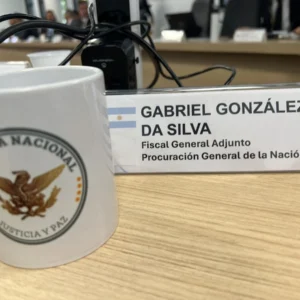 GABRIEL GONZÁLEZ
DA SILVA
Fiscal General Adjunto
Procuración General de la Nació
A NACIONAL
JUSTICIA Y PAZ